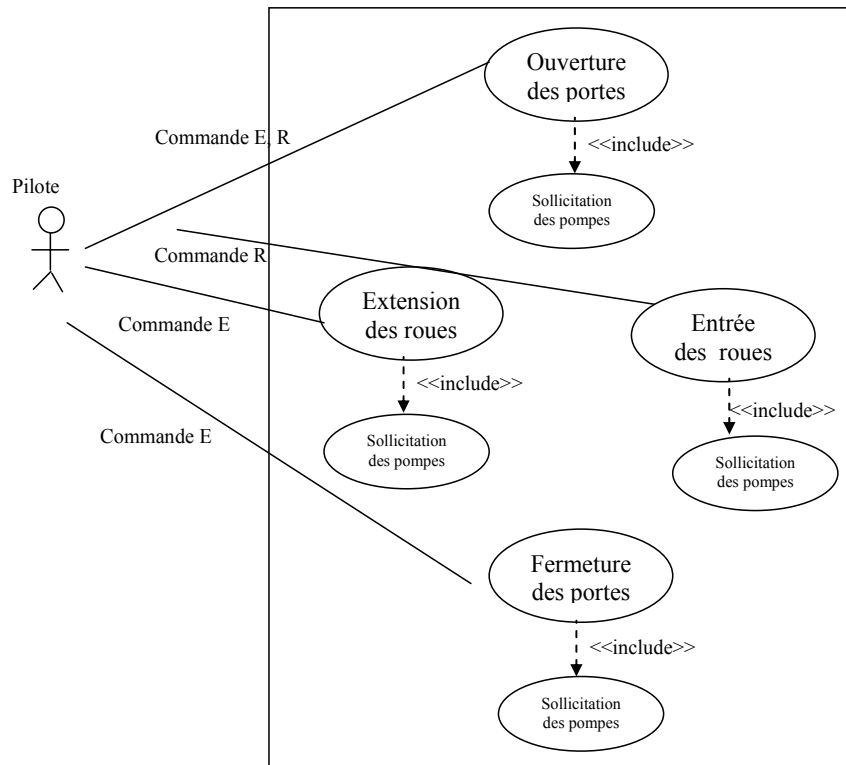 Ouverture
des portes
Commande E, R
<<include>>
Pilote
Sollicitation
des pompes
Commande R
Extension
des roues
Entrée
des roues
Commande E
<<include>>
<<include>>
Commande E
Sollicitation
des pompes
Sollicitation
des pompes
Fermeture
des portes
<<include>>
Sollicitation
des pompes